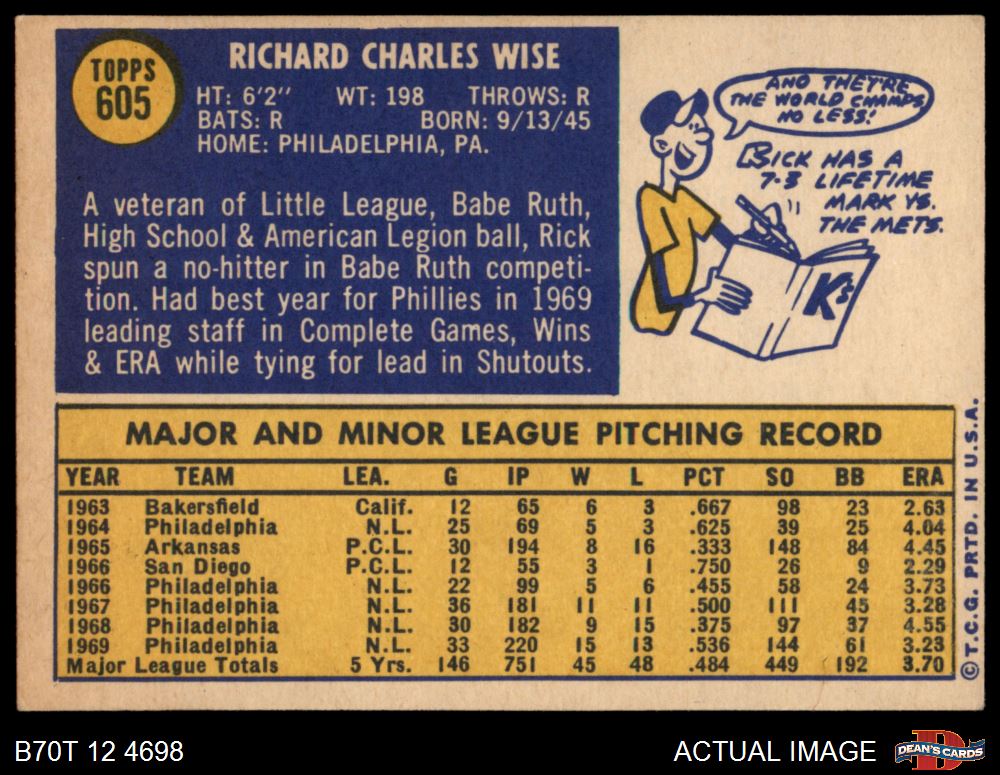 TOPPS
605
RICHARD CHARLES WISE
HT: 6'2" WT: 198 THROWS: R
BATS: R BORN: 9/13/45
HOME: PHILADELPHIA, PA.
A veteran of Little League, Babe Ruth,
High School & American Legion ball, Rick
spun a no-hitter in Babe Ruth competi-
tion. Had best year for Phillies in 1969
leading staff in Complete Games, Wins
& ERA while tying for lead in Shutouts.
AND THEY'RE
THE WORLD CHAMPS
NO LESS!
RICK HAS A
7-3 LIFETIME
MARK VS.
THE METS.
K's
MAJOR AND MINOR LEAGUE PITCHING RECORD
YEAR TEAM LEA. G IP W L PCT SO BB ERA
1963 Bakersfield Calif. 12 65 6 3 .667 98 23 2.63
1964 Philadelphia N.L. 25 69 5 3 .625 39 25 4.04
1965 Arkansas P.C.L. 30 194 8 16 .333 148 84 4.45
1966 San Diego P.C.L. 12 55 3 1 .750 26 9 2.29
1966 Philadelphia N.L. 22 99 5 6 .455 58 24 3.73
1967 Philadelphia N.L. 36 181 11 11 .500 111 45 3.28
1968 Philadelphia N.L. 30 182 9 15 .375 97 37 4.55
1969 Philadelphia N.L. 33 220 15 13 .536 144 61 3.23
Major League Totals 5 Yrs. 146 751 45 48 .484 449 192 3.70
© T.C.G. PRTD. IN U.S.A.
B70T 12 4698
ACTUAL IMAGE
D
DEAN'S CARDS